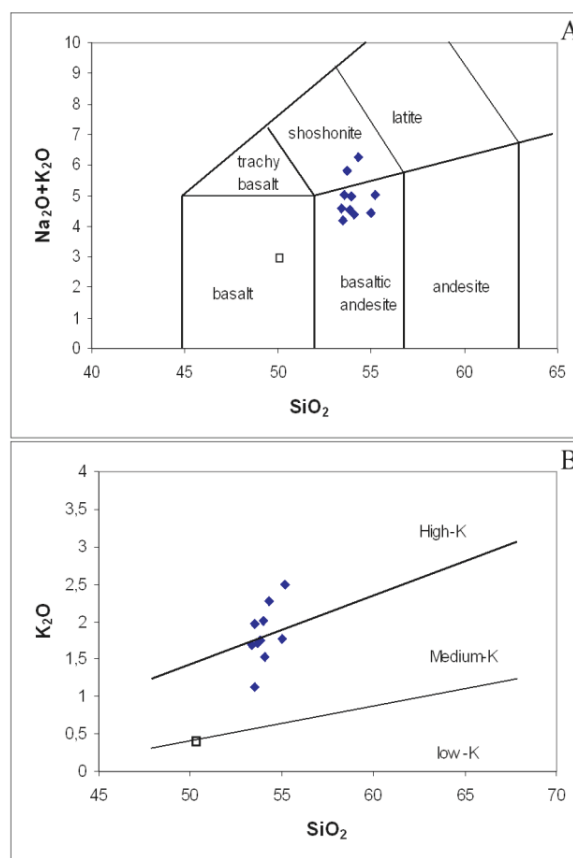 A
10
9
8
7
6
5
4
3
2
1
0
Na₂O+K₂O
shoshonite
latite
trachy
basalt
basalt
basaltic
andesite
andesite
40 45 50 55 60 65
SiO₂
B
4
3,5
3
2,5
2
1,5
1
0,5
0
K₂O
High-K
Medium-K
low-K
45 50 55 60 65 70
SiO₂